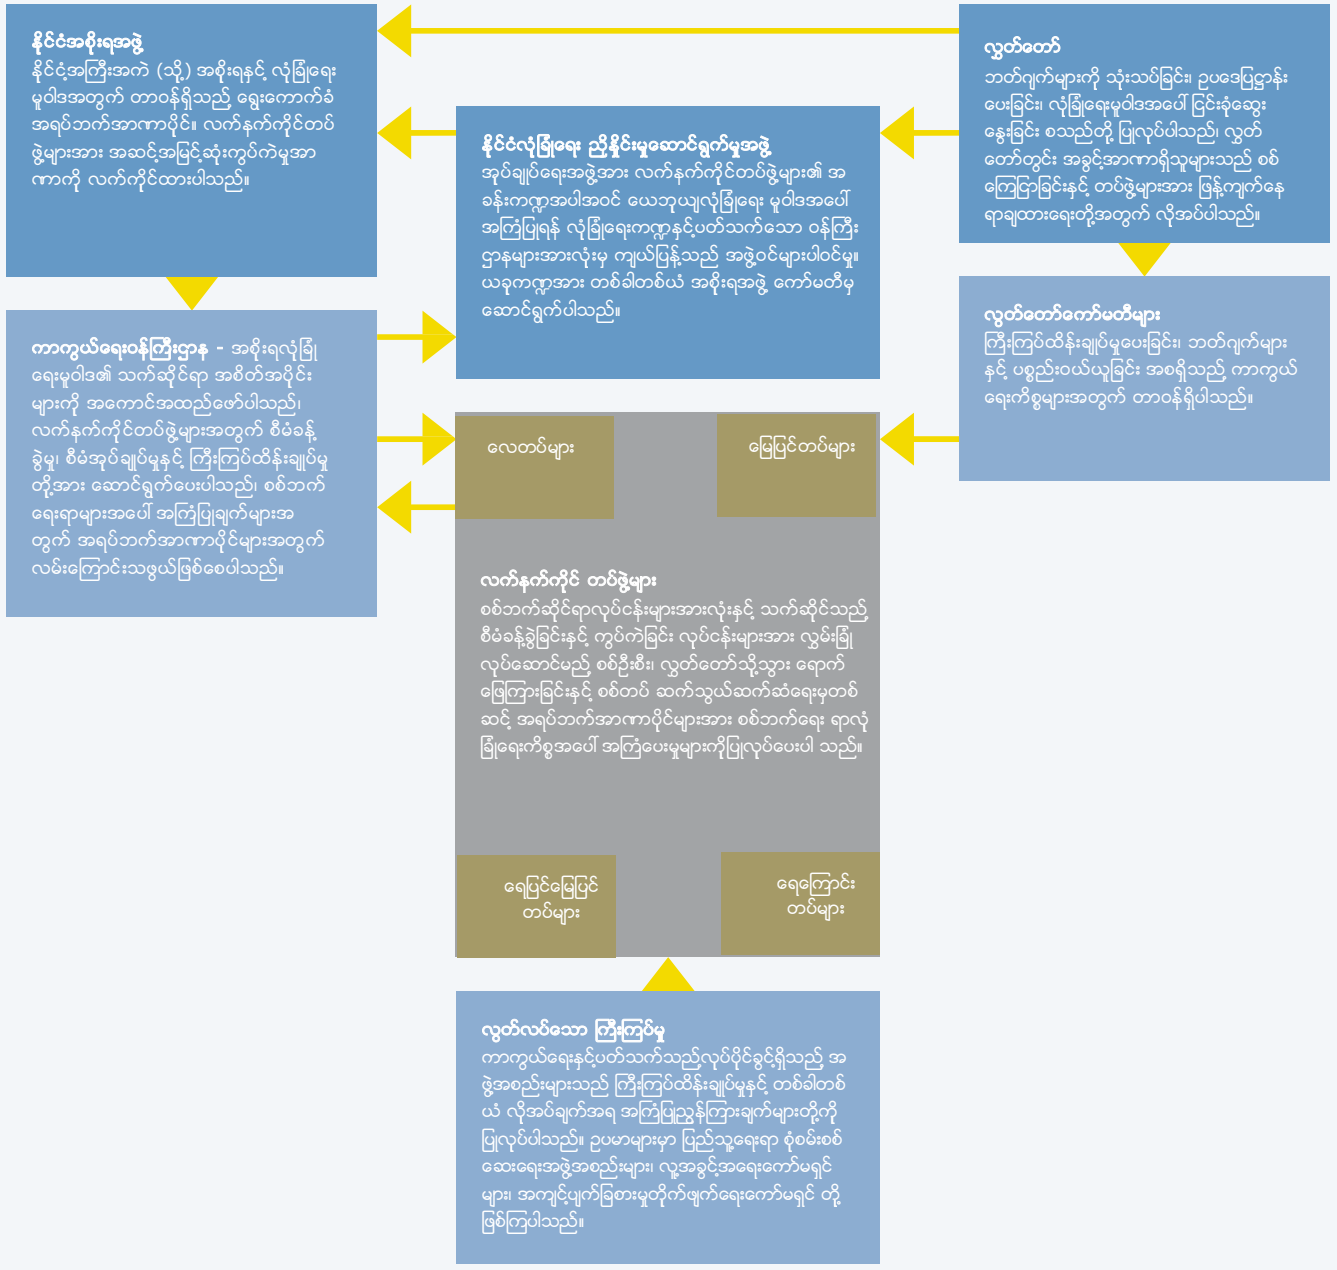 နိုင်ငံအစိုးရအဖွဲ့
နိုင်ငံ့အကြီးအကဲ (သို့) အစိုးရနှင့် လုံခြုံရေး
မူဝါဒအတွက် တာဝန်ရှိသည့် ရွေးကောက်ခံ
အရပ်ဘက်အာဏာပိုင်။ လက်နက်ကိုင်တပ်
ဖွဲ့များအား အဆင့်အမြင့်ဆုံးကွပ်ကဲမှုအာ
ဏာကို လက်ကိုင်ထားပါသည်။
နိုင်ငံလုံခြုံရေး ညှိနှိုင်းမှုဆောင်ရွက်မှုအဖွဲ့
အုပ်ချုပ်ရေးအဖွဲ့အား လက်နက်ကိုင်တပ်ဖွဲ့များ၏ အ
ခန်းကဏ္ဍအပါအဝင် ယေဘုယျလုံခြုံရေး မူဝါဒအပေါ်
အကြံပြုရန် လုံခြုံရေးကဏ္ဍနှင့်ပတ်သက်သော ဝန်ကြီး
ဌာနများအားလုံးမှ ကျယ်ပြန့်သည့် အဖွဲ့ဝင်များပါဝင်မှု။
ယခုကဏ္ဍအား တစ်ခါတစ်ယံ အစိုးရအဖွဲ့ ကော်မတီမှ
ဆောင်ရွက်ပါသည်။
လွှတ်တော်
ဘတ်ဂျက်များကို သုံးသပ်ခြင်း၊ ဥပဒေပြဋ္ဌာန်း
ပေးခြင်း၊ လုံခြုံရေးမူဝါဒအပေါ် ငြင်းခုံဆွေး
နွေးခြင်း စသည်တို့ ပြုလုပ်ပါသည်၊ လွှတ်
တော်တွင်း အခွင့်အာဏာရှိသူများသည် စစ်
ကြေငြာခြင်းနှင့် တပ်ဖွဲ့များအား ဖြန့်ကျက်နေ
ရာချထားရေးတို့အတွက် လိုအပ်ပါသည်။
ကာကွယ်ရေးဝန်ကြီးဌာန - အစိုးရလုံခြုံ
ရေးမူဝါဒ၏ သက်ဆိုင်ရာ အစိတ်အပိုင်း
များကို အကောင်အထည်ဖော်ပါသည်၊
လက်နက်ကိုင်တပ်ဖွဲ့များအတွက် စီမံခန့်
ခွဲမှု၊ စီမံအုပ်ချုပ်မှုနှင့် ကြီးကြပ်ထိန်းချုပ်မှု
တို့အား ဆောင်ရွက်ပေးပါသည်၊ စစ်ဘက်
ရေးရာများအပေါ် အကြံပြုချက်များအ
တွက် အရပ်ဘက်အာဏာပိုင်များအတွက်
လမ်းကြောင်းသဖွယ်ဖြစ်စေပါသည်။
လွှတ်တော်ကော်မတီများ
ကြီးကြပ်ထိန်းချုပ်မှုပေးခြင်း၊ ဘတ်ဂျက်များ
နှင့် ပစ္စည်းဝယ်ယူခြင်း အစရှိသည့် ကာကွယ်
ရေးကိစ္စများအတွက် တာဝန်ရှိပါသည်။
လေတပ်များ
မြေပြင်တပ်များ
လက်နက်ကိုင် တပ်ဖွဲ့များ
စစ်ဘက်ဆိုင်ရာလုပ်ငန်းများအားလုံးနှင့် သက်ဆိုင်သည့်
စီမံခန့်ခွဲခြင်းနှင့် ကွပ်ကဲခြင်း လုပ်ငန်းများအား လွှမ်းခြုံ
လုပ်ဆောင်မည့် စစ်ဦးစီး၊ လွှတ်တော်သို့သွား ရောက်
ဖြေကြားခြင်းနှင့် စစ်တပ် ဆက်သွယ်ဆက်ဆံရေးမှတစ်
ဆင့် အရပ်ဘက်အာဏာပိုင်များအား စစ်ဘက်ရေး ရာလုံ
ခြုံရေးကိစ္စအပေါ် အကြံပေးမှုများကိုပြုလုပ်ပေးပါ သည်။
ရေပြင်မြေပြင်
တပ်များ
ရေကြောင်း
တပ်များ
လွတ်လပ်သော ကြီးကြပ်မှု
ကာကွယ်ရေးနှင့်ပတ်သက်သည့်လုပ်ပိုင်ခွင့်ရှိသည့် အ
ဖွဲ့အစည်းများသည် ကြီးကြပ်ထိန်းချုပ်မှုနှင့် တစ်ခါတစ်
ယံ လိုအပ်ချက်အရ အကြံပြုညွှန်ကြားချက်များတို့ကို
ပြုလုပ်ပါသည်။ ဥပမာများမှာ ပြည်သူ့ရေးရာ စုံစမ်းစစ်
ဆေးရေးအဖွဲ့အစည်းများ၊ လူ့အခွင့်အရေးကော်မရှင်
များ၊ အကျင့်ပျက်ခြစားမှုတိုက်ဖျက်ရေးကော်မရှင် တို့
ဖြစ်ကြပါသည်။